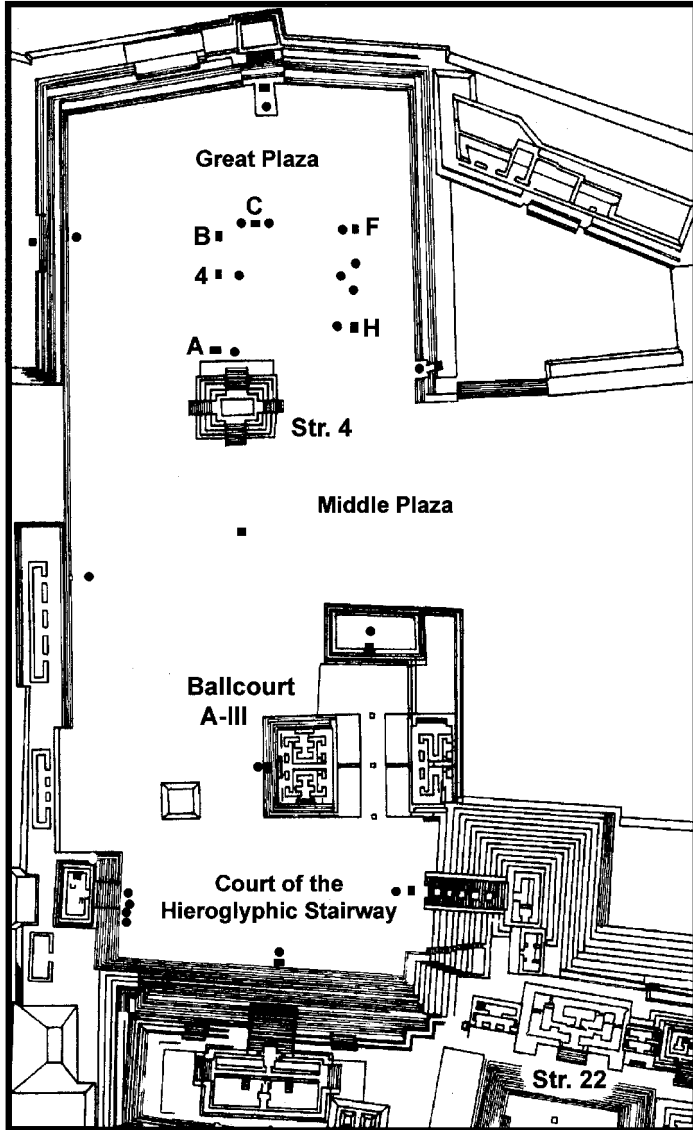 Great Plaza
C
B
F
4
H
A
Str. 4
Middle Plaza
Ballcourt
A-III
Court of the
Hieroglyphic Stairway
Str. 22